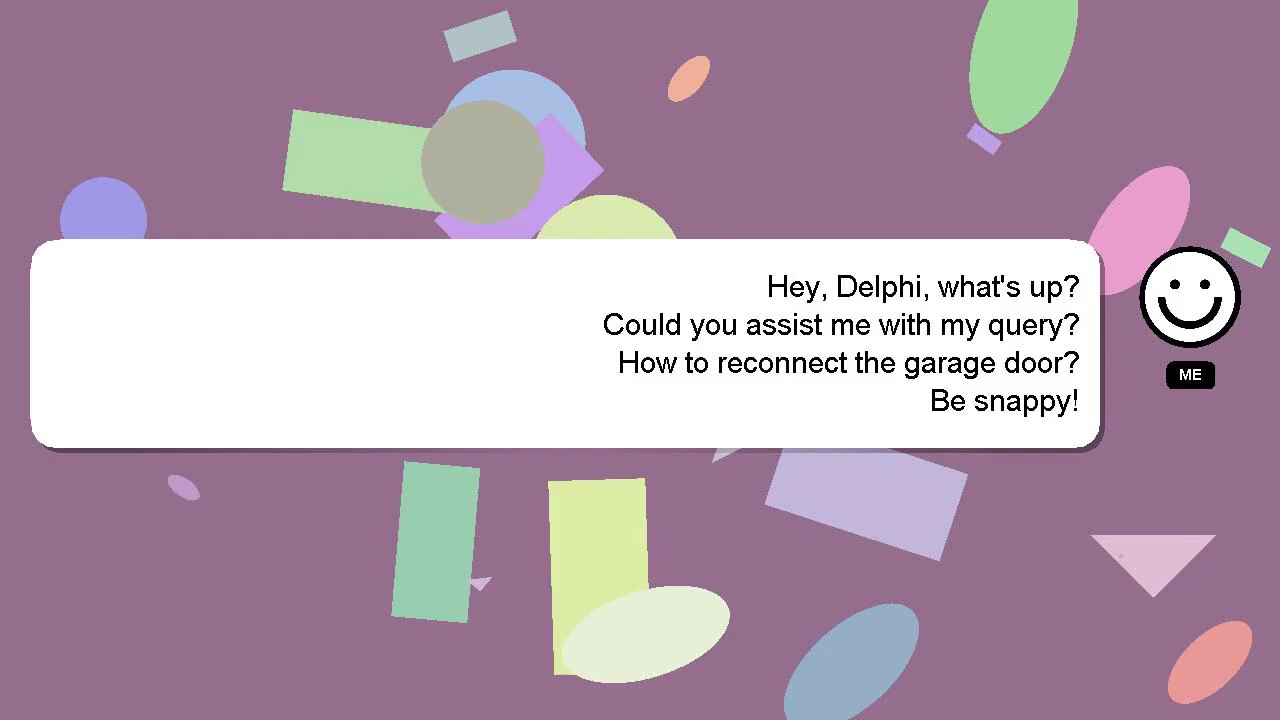 Hey, Delphi, what's up?
Could you assist me with my query?
How to reconnect the garage door?
Be snappy!
ME